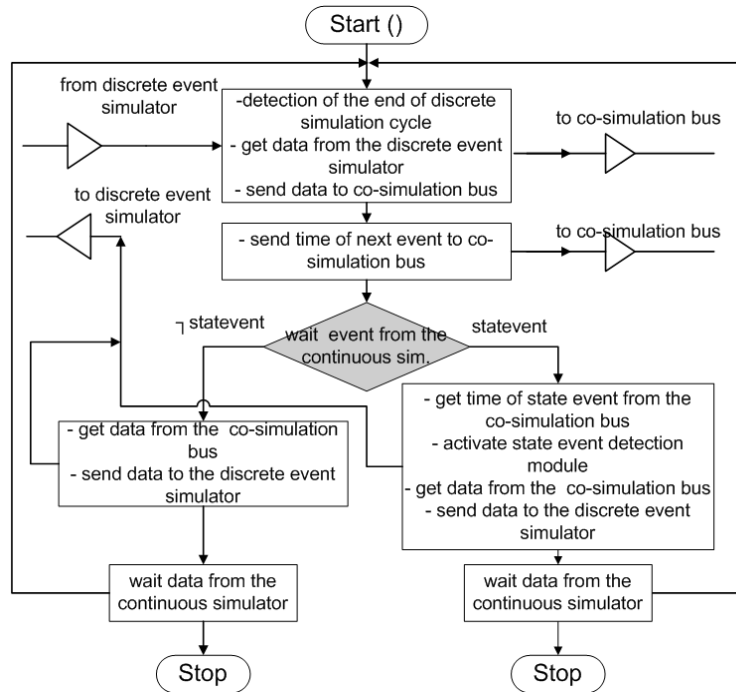 Start ()
from discrete event
simulator
-detection of the end of discrete
simulation cycle
- get data from the discrete event
simulator
- send data to co-simulation bus
to co-simulation bus
to discrete event
simulator
- send time of next event to co-
simulation bus
to co-simulation bus
┐statevent
wait event from the
continuous sim.
statevent
- get data from the co-simulation
bus
- send data to the discrete event
simulator
- get time of state event from the
co-simulation bus
- activate state event detection
module
- get data from the co-simulation bus
- send data to the discrete event
simulator
wait data from the
continuous simulator
wait data from the
continuous simulator
Stop
Stop